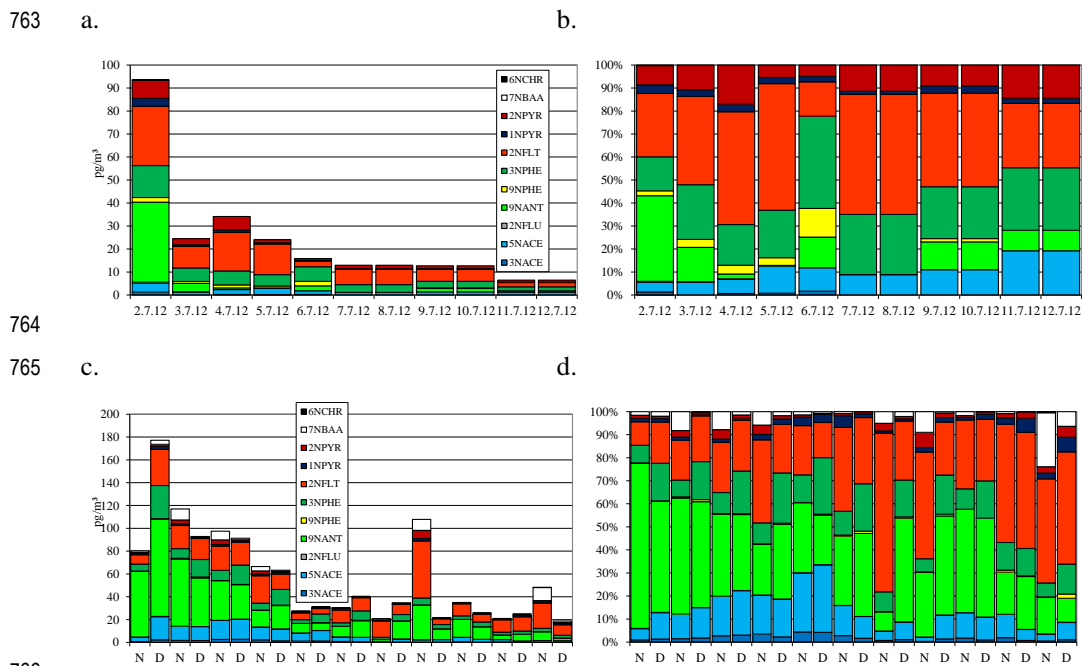 763 a. b.
100
90
80
70
60
50
40
30
20
10
0
pg/m³
6NCHR
7NBAA
2NPYR
1NPYR
2NFLT
3NPHE
9NPHE
9NANT
2NFLU
5NACE
3NACE
2.7.12 3.7.12 4.7.12 5.7.12 6.7.12 7.7.12 8.7.12 9.7.12 10.7.12 11.7.12 12.7.12
100%
90%
80%
70%
60%
50%
40%
30%
20%
10%
0%
2.7.12 3.7.12 4.7.12 5.7.12 6.7.12 7.7.12 8.7.12 9.7.12 10.7.12 11.7.12 12.7.12
764
765 c. d.
200
180
160
140
120
100
80
60
40
20
0
pg/m³
6NCHR
7NBAA
2NPYR
1NPYR
2NFLT
3NPHE
9NPHE
9NANT
2NFLU
5NACE
3NACE
N D N D N D N D N D N D N D N D N D N D N D N D
100%
90%
80%
70%
60%
50%
40%
30%
20%
10%
0%
N D N D N D N D N D N D N D N D N D N D N D N D